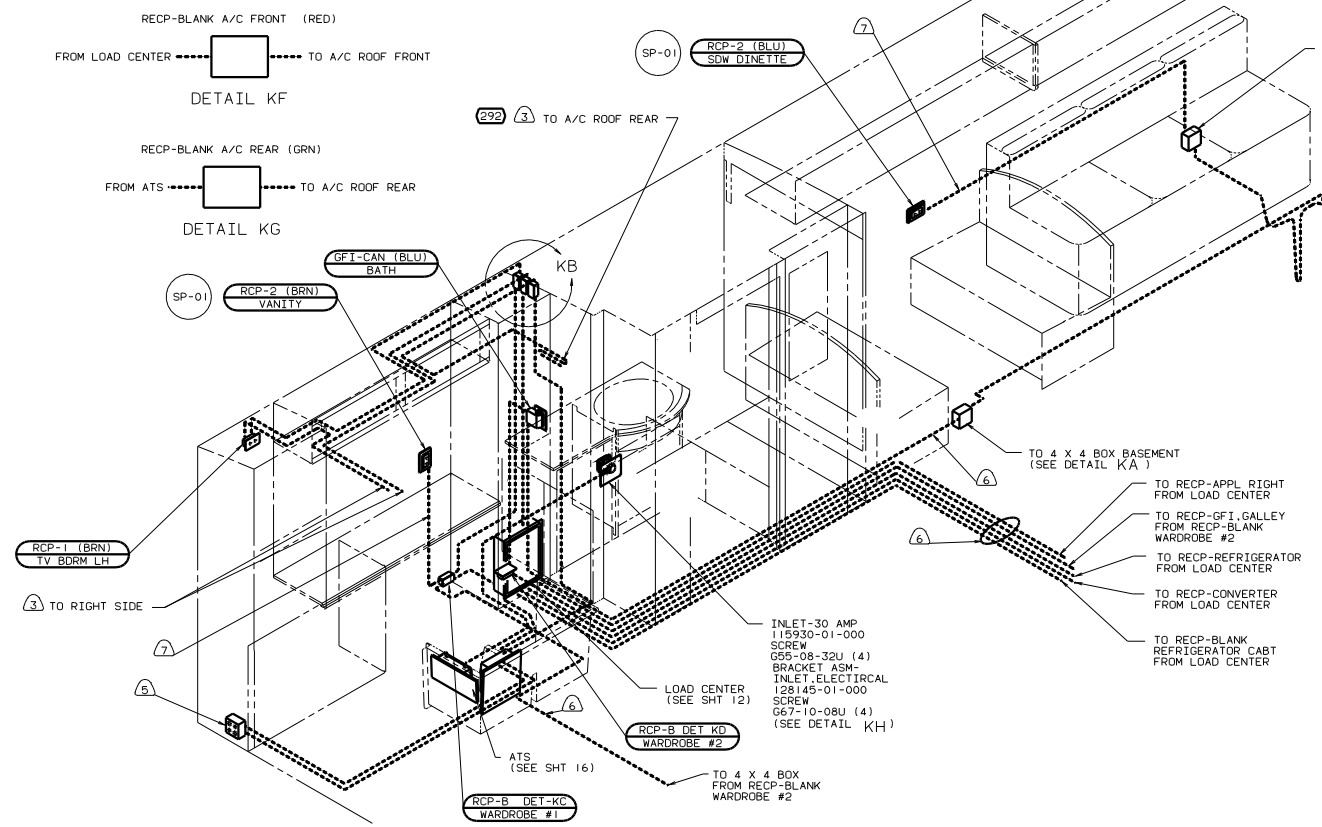 RECP-BLANK A/C FRONT (RED)
FROM LOAD CENTER
TO A/C ROOF FRONT
DETAIL KF
RECP-BLANK A/C REAR (GRN)
FROM ATS
TO A/C ROOF REAR
DETAIL KG
SP-01
RCP-2 (BLU)
SDW DINETTE
7
292
3
TO A/C ROOF REAR
GFI-CAN (BLU)
BATH
KB
SP-01
RCP-2 (BRN)
VANITY
TO 4 X 4 BOX BASEMENT
(SEE DETAIL KA )
6
TO RECP-APPL RIGHT
FROM LOAD CENTER
TO RECP-GFI,GALLEY
FROM RECP-BLANK
WARDROBE #2
6
TO RECP-REFRIGERATOR
FROM LOAD CENTER
TO RECP-CONVERTER
FROM LOAD CENTER
TO RECP-BLANK
REFRIGERATOR CABT
FROM LOAD CENTER
RCP-1 (BRN)
TV BDRM LH
3
TO RIGHT SIDE
7
5
INLET-30 AMP
115930-01-000
SCREW
G55-08-32U (4)
BRACKET ASM-
INLET,ELECTIRCAL
128145-01-000
SCREW
G67-10-08U (4)
(SEE DETAIL KH )
LOAD CENTER
(SEE SHT 12)
6
RCP-B DET KD
WARDROBE #2
ATS
(SEE SHT 16)
TO 4 X 4 BOX
FROM RECP-BLANK
WARDROBE #2
RCP-B DET-KC
WARDROBE #1